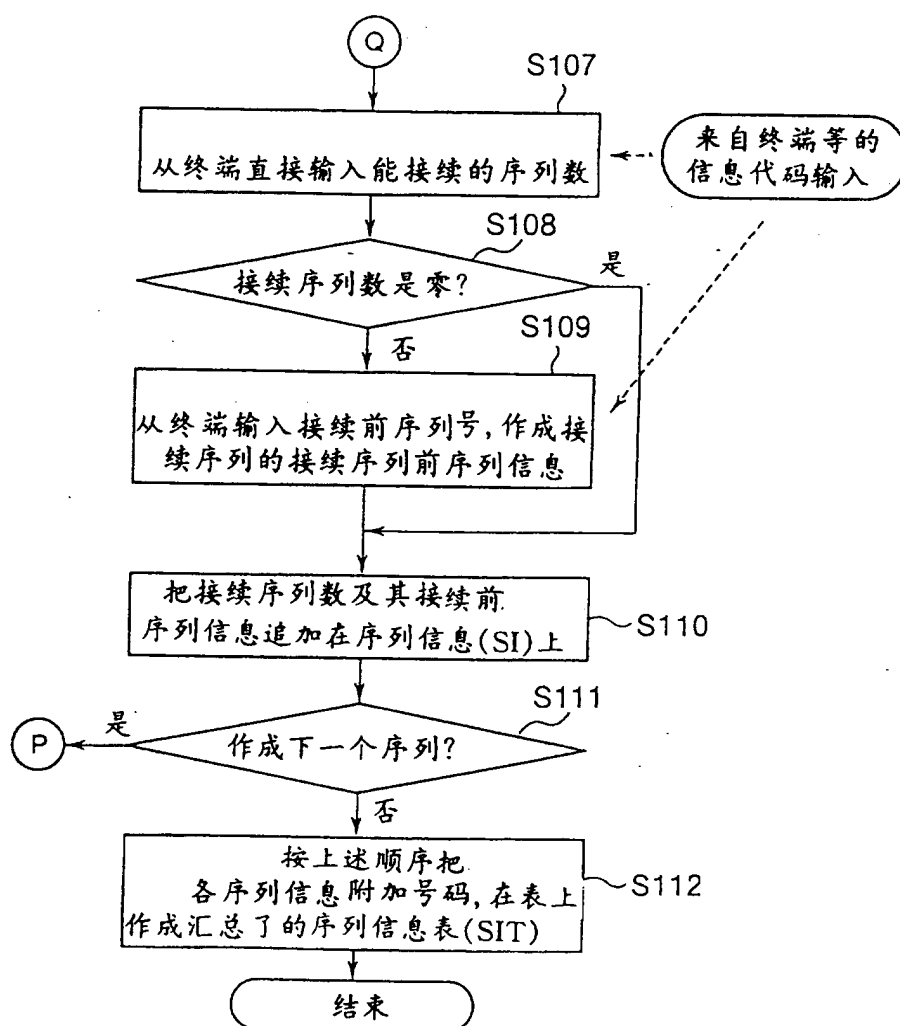 Q
S107
从终端直接输入能接续的序列数
来自终端等的
信息代码输入
S108
接续序列数是零?
是
否
S109
从终端输入接续前序列号,作成接
续序列的接续序列前序列信息
把接续序列数及其接续前
序列信息追加在序列信息(SI)上
S110
S111
作成下一个序列?
是
P
否
按上述顺序把
各序列信息附加号码,在表上
作成汇总了的序列信息表(SIT)
S112
结束